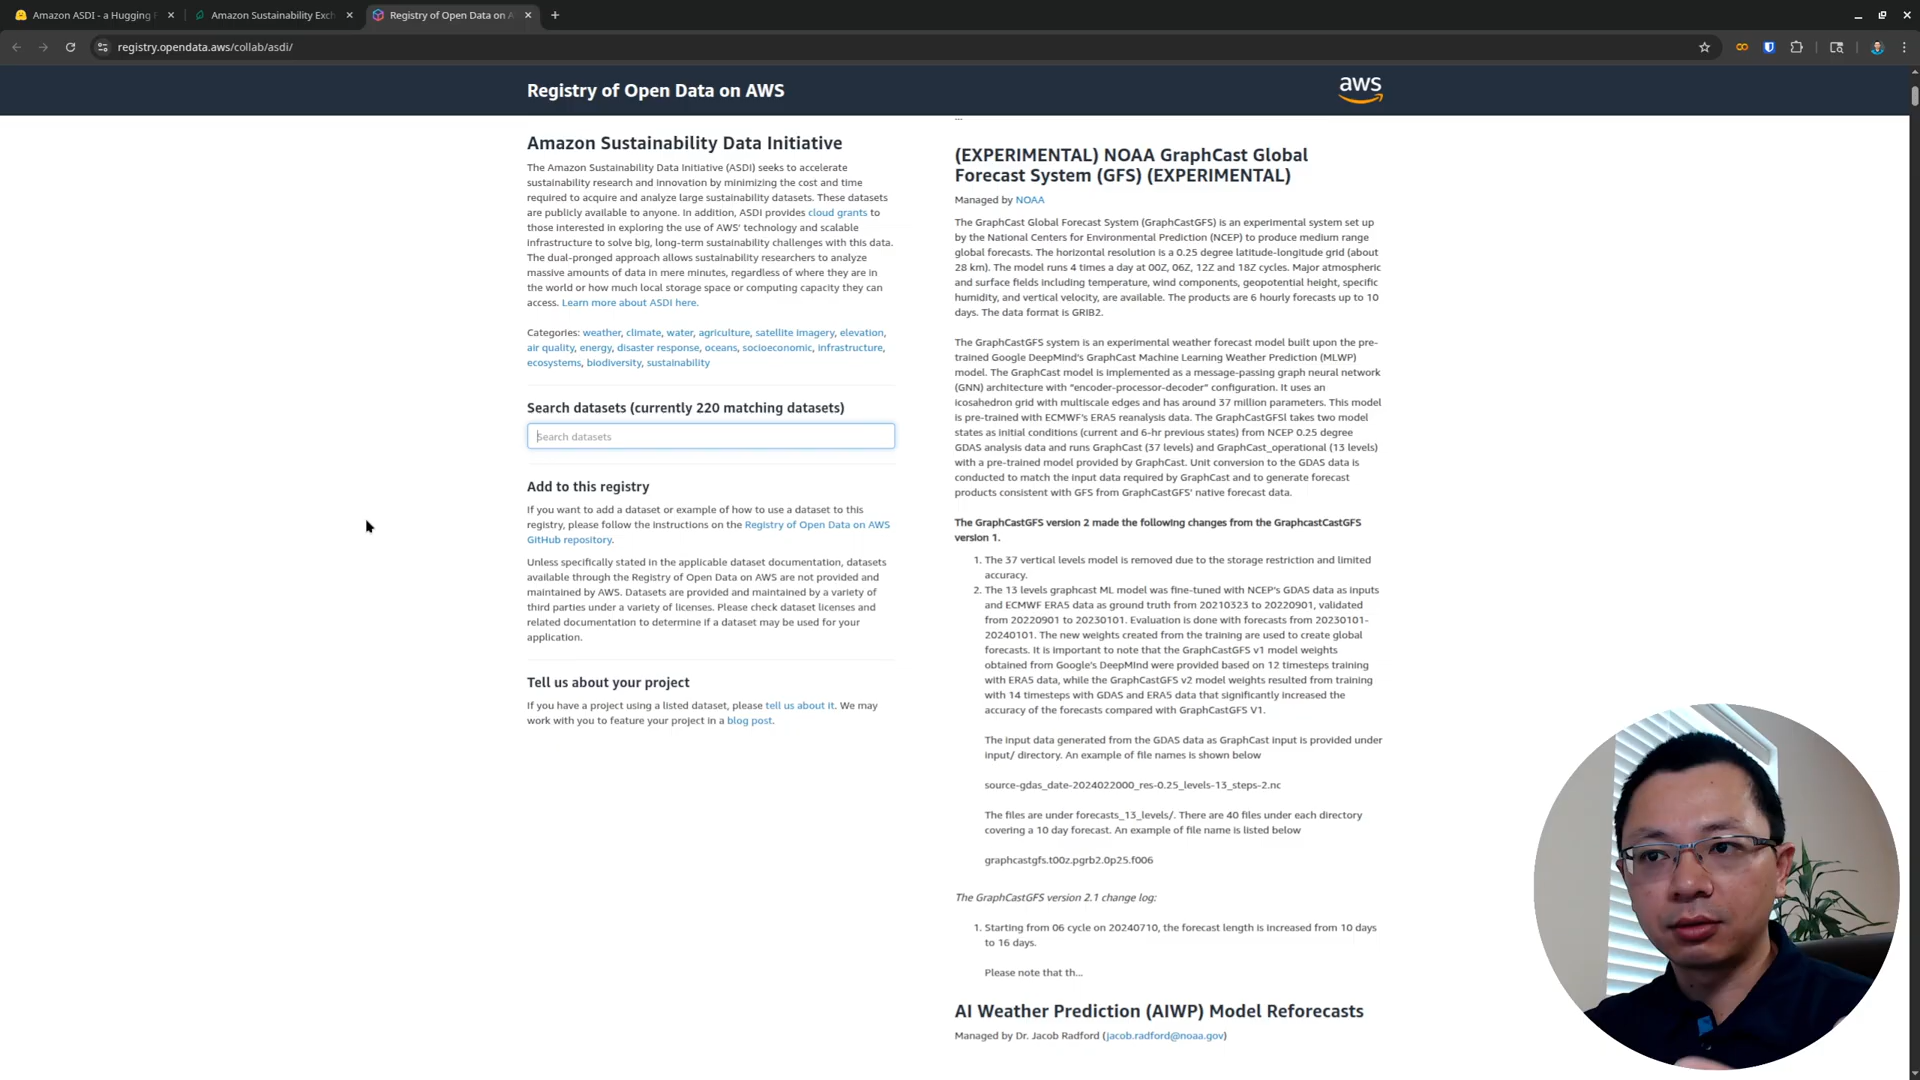 Amazon ASDI - a Hugging F
Amazon Sustainability Exch
Registry of Open Data on A
registry.opendata.aws/collab/asdi/
Registry of Open Data on AWS
aws
Amazon Sustainability Data Initiative
The Amazon Sustainability Data Initiative (ASDI) seeks to accelerate
sustainability research and innovation by minimizing the cost and time
required to acquire and analyze large sustainability datasets. These datasets
are publicly available to anyone. In addition, ASDI provides cloud grants to
those interested in exploring the use of AWS' technology and scalable
infrastructure to solve big, long-term sustainability challenges with this data.
The dual-pronged approach allows sustainability researchers to analyze
massive amounts of data in mere minutes, regardless of where they are in
the world or how much local storage space or computing capacity they can
access. Learn more about ASDI here.
Categories: weather, climate, water, agriculture, satellite imagery, elevation,
air quality, energy, disaster response, oceans, socioeconomic, infrastructure,
ecosystems, biodiversity, sustainability
Search datasets (currently 220 matching datasets)
Search datasets
Add to this registry
If you want to add a dataset or example of how to use a dataset to this
registry, please follow the instructions on the Registry of Open Data on AWS
GitHub repository.
Unless specifically stated in the applicable dataset documentation, datasets
available through the Registry of Open Data on AWS are not provided and
maintained by AWS. Datasets are provided and maintained by a variety of
third parties under a variety of licenses. Please check dataset licenses and
related documentation to determine if a dataset may be used for your
application.
Tell us about your project
If you have a project using a listed dataset, please tell us about it. We may
work with you to feature your project in a blog post.
...
(EXPERIMENTAL) NOAA GraphCast Global
Forecast System (GFS) (EXPERIMENTAL)
Managed by NOAA
The GraphCast Global Forecast System (GraphCastGFS) is an experimental system set up
by the National Centers for Environmental Prediction (NCEP) to produce medium range
global forecasts. The horizontal resolution is a 0.25 degree latitude-longitude grid (about
28 km). The model runs 4 times a day at 00Z, 06Z, 12Z and 18Z cycles. Major atmospheric
and surface fields including temperature, wind components, geopotential height, specific
humidity, and vertical velocity, are available. The products are 6 hourly forecasts up to 10
days. The data format is GRIB2.
The GraphCastGFS system is an experimental weather forecast model built upon the pre-
trained Google DeepMind's GraphCast Machine Learning Weather Prediction (MLWP)
model. The GraphCast model is implemented as a message-passing graph neural network
(GNN) architecture with "encoder-processor-decoder" configuration. It uses an
icosahedron grid with multiscale edges and has around 37 million parameters. This model
is pre-trained with ECMWF's ERA5 reanalysis data. The GraphCastGFSl takes two model
states as initial conditions (current and 6-hr previous states) from NCEP 0.25 degree
GDAS analysis data and runs GraphCast (37 levels) and GraphCast_operational (13 levels)
with a pre-trained model provided by GraphCast. Unit conversion to the GDAS data is
conducted to match the input data required by GraphCast and to generate forecast
products consistent with GFS from GraphCastGFS' native forecast data.
The GraphCastGFS version 2 made the following changes from the GraphcastCastGFS
version 1.
1. The 37 vertical levels model is removed due to the storage restriction and limited
accuracy.
2. The 13 levels graphcast ML model was fine-tuned with NCEP's GDAS data as inputs
and ECMWF ERA5 data as ground truth from 20210323 to 20220901, validated
from 20220901 to 20230101. Evaluation is done with forecasts from 20230101-
20240101. The new weights created from the training are used to create global
forecasts. It is important to note that the GraphCastGFS v1 model weights
obtained from Google's DeepMInd were provided based on 12 timesteps training
with ERA5 data, while the GraphCastGFS v2 model weights resulted from training
with 14 timesteps with GDAS and ERA5 data that significantly increased the
accuracy of the forecasts compared with GraphCastGFS V1.
The input data generated from the GDAS data as GraphCast input is provided under
input/ directory. An example of file names is shown below
source-gdas_date-2024022000_res-0.25_levels-13_steps-2.nc
The files are under forecasts_13_levels/. There are 40 files under each directory
covering a 10 day forecast. An example of file name is listed below
graphcastgfs.t00z.pgrb2.0p25.f006
The GraphCastGFS version 2.1 change log:
1. Starting from 06 cycle on 20240710, the forecast length is increased from 10 days
to 16 days.
Please note that th...
AI Weather Prediction (AIWP) Model Reforecasts
Managed by Dr. Jacob Radford (jacob.radford@noaa.gov)